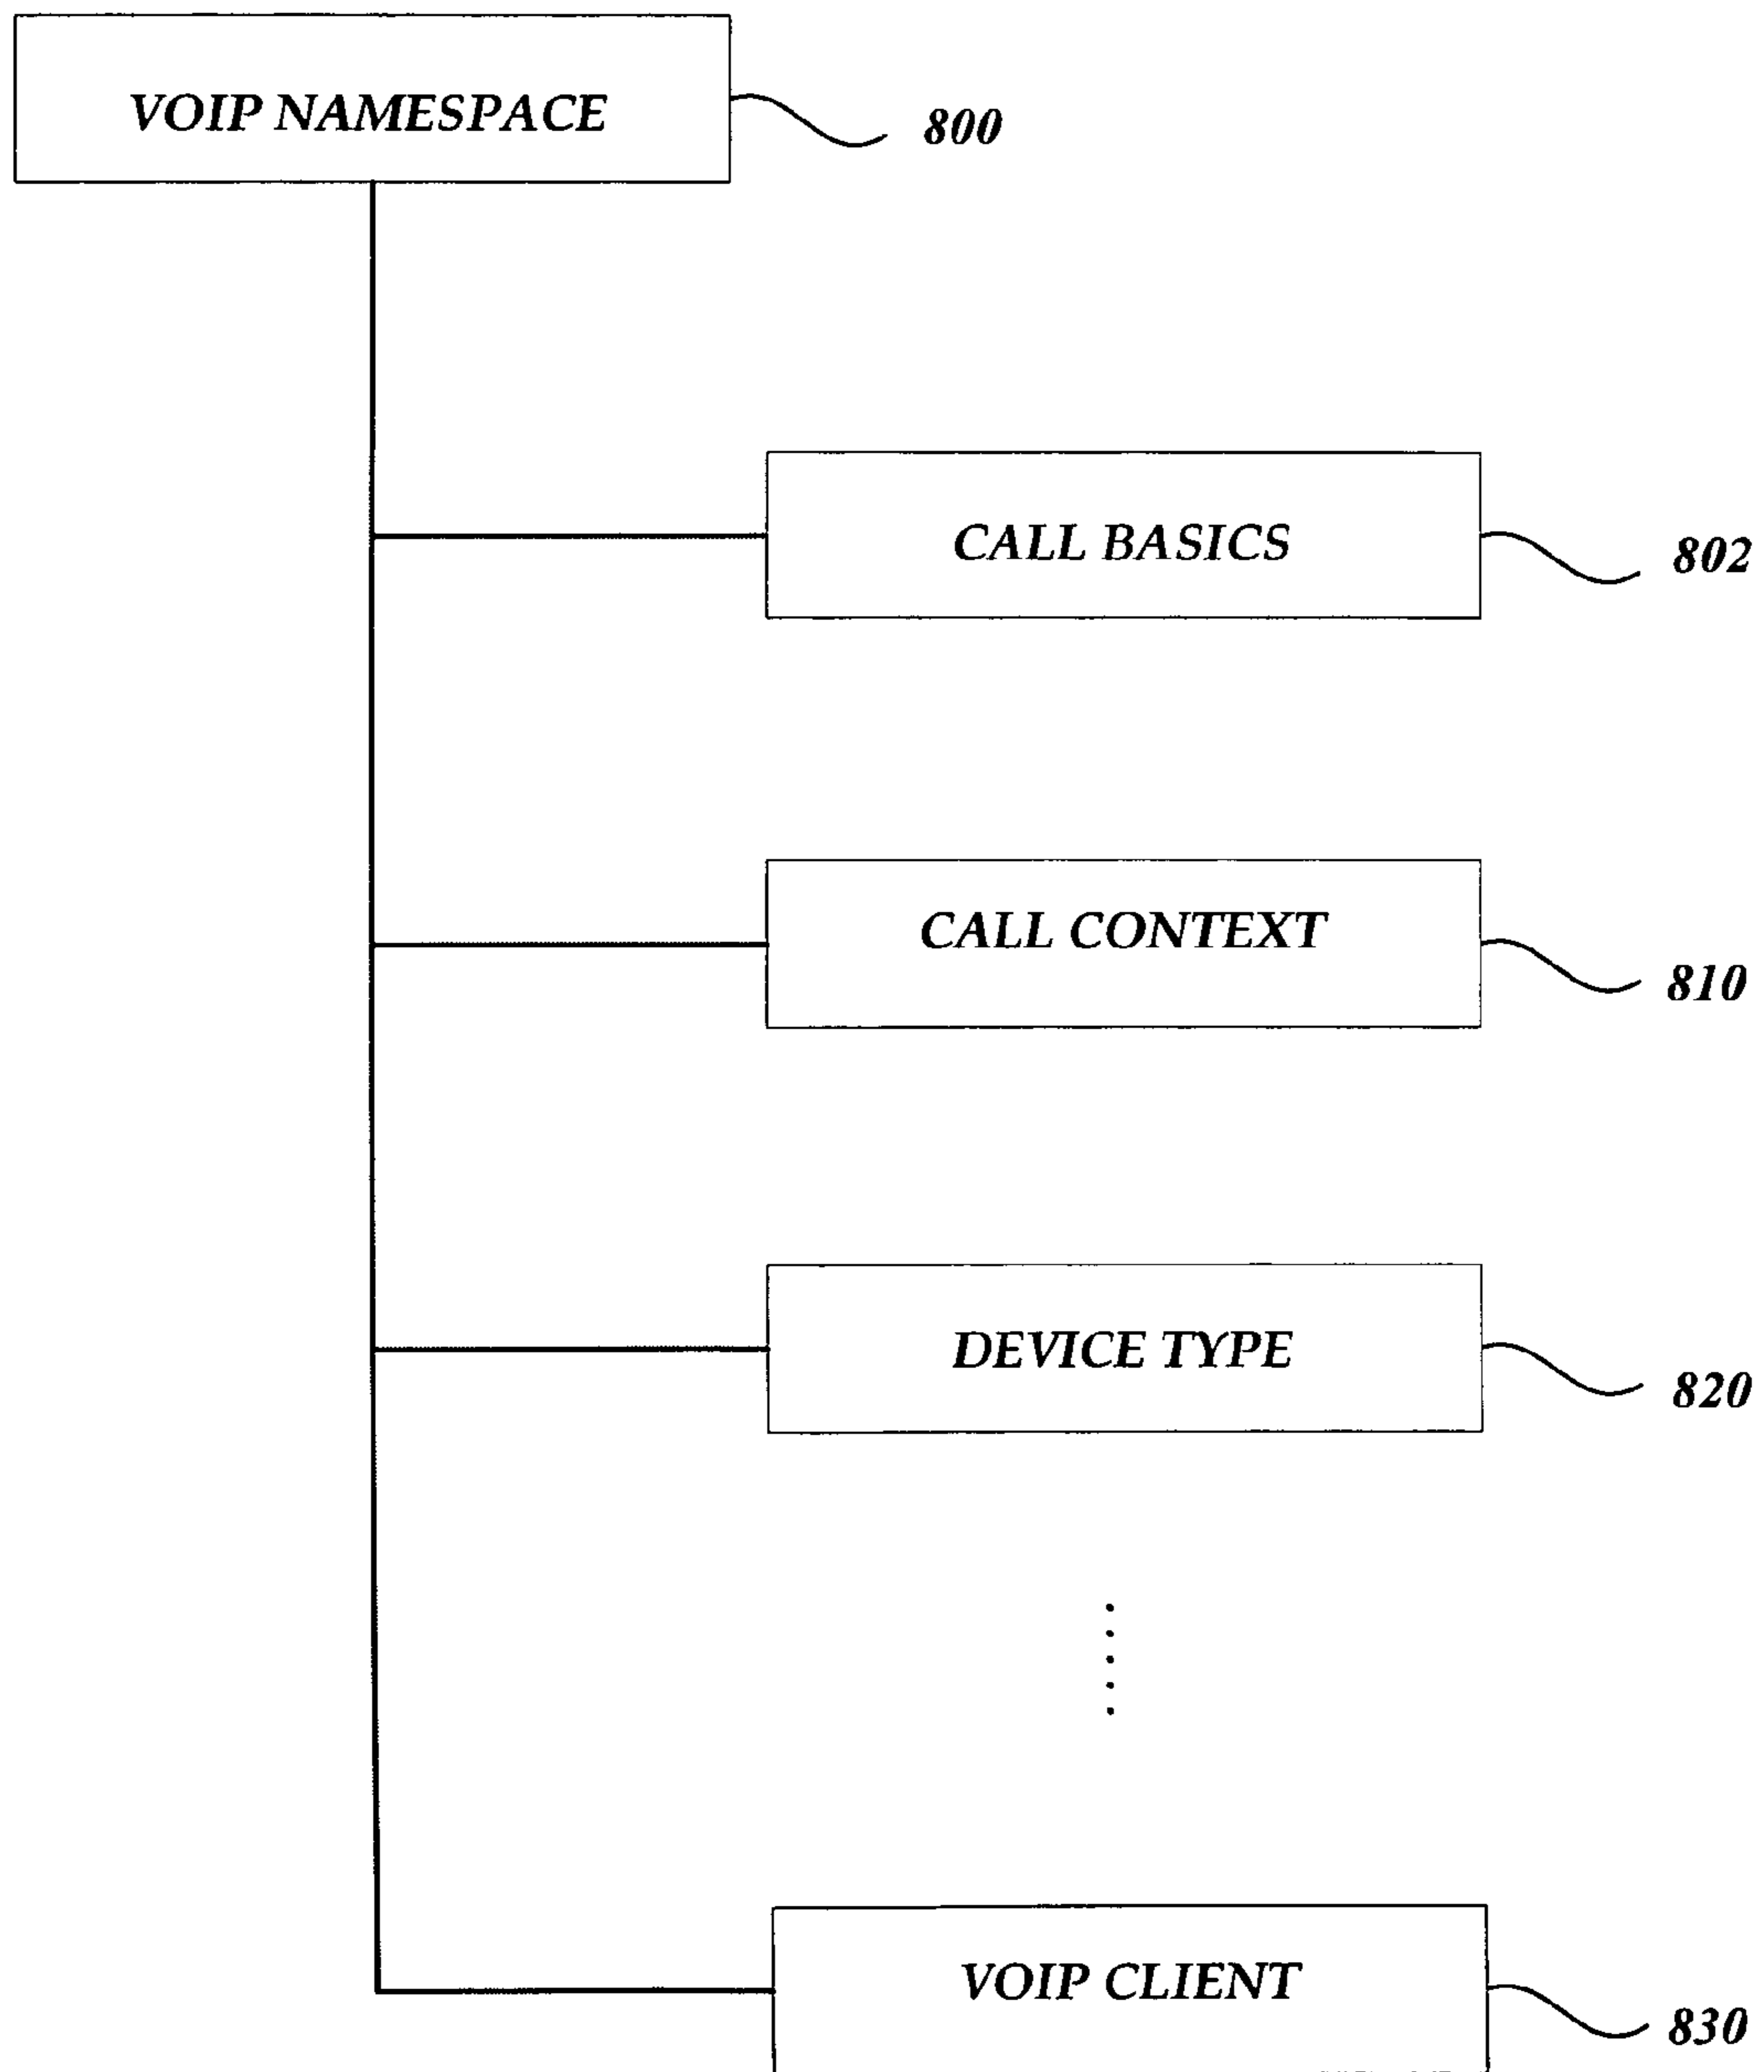 VOIP NAMESPACE
800
CALL BASICS
802
CALL CONTEXT
810
DEVICE TYPE
820
VOIP CLIENT
830